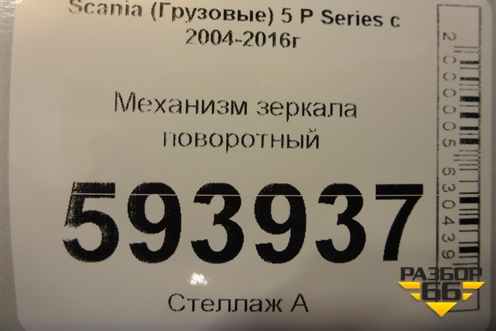 Scania (Грузовые) 5 P Series с
2004-2016г
Механизм зеркала
поворотный
593937
Стеллаж А
2000005630439
РАЗБОР
66